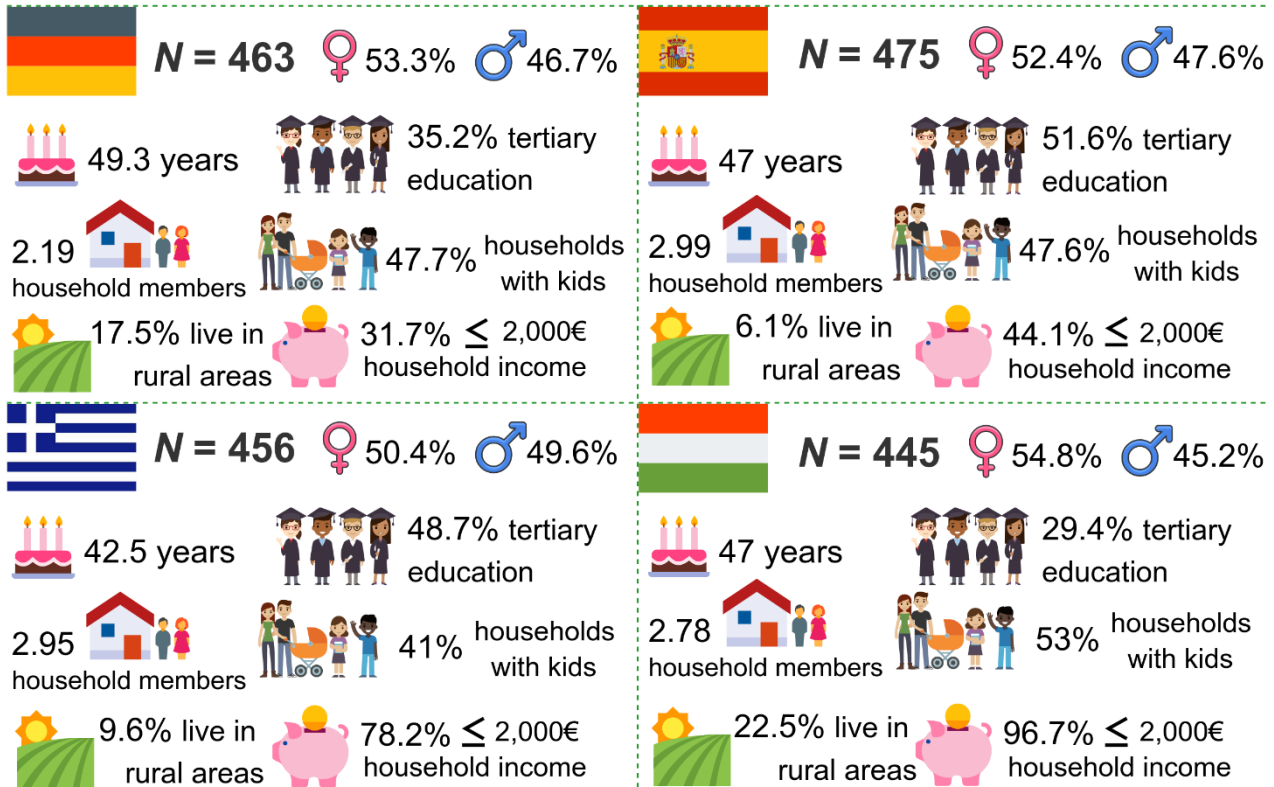 N = 463 53.3% 46.7%
49.3 years
35.2% tertiary
education
2.19
household members
47.7% households
with kids
17.5% live in
rural areas
31.7% ≤ 2,000€
household income
N = 475 52.4% 47.6%
47 years
51.6% tertiary
education
2.99
household members
47.6% households
with kids
6.1% live in
rural areas
44.1% ≤ 2,000€
household income
N = 456 50.4% 49.6%
42.5 years
48.7% tertiary
education
2.95
household members
41% households
with kids
9.6% live in
rural areas
78.2% ≤ 2,000€
household income
N = 445 54.8% 45.2%
47 years
29.4% tertiary
education
2.78
household members
53% households
with kids
22.5% live in
rural areas
96.7% ≤ 2,000€
household income